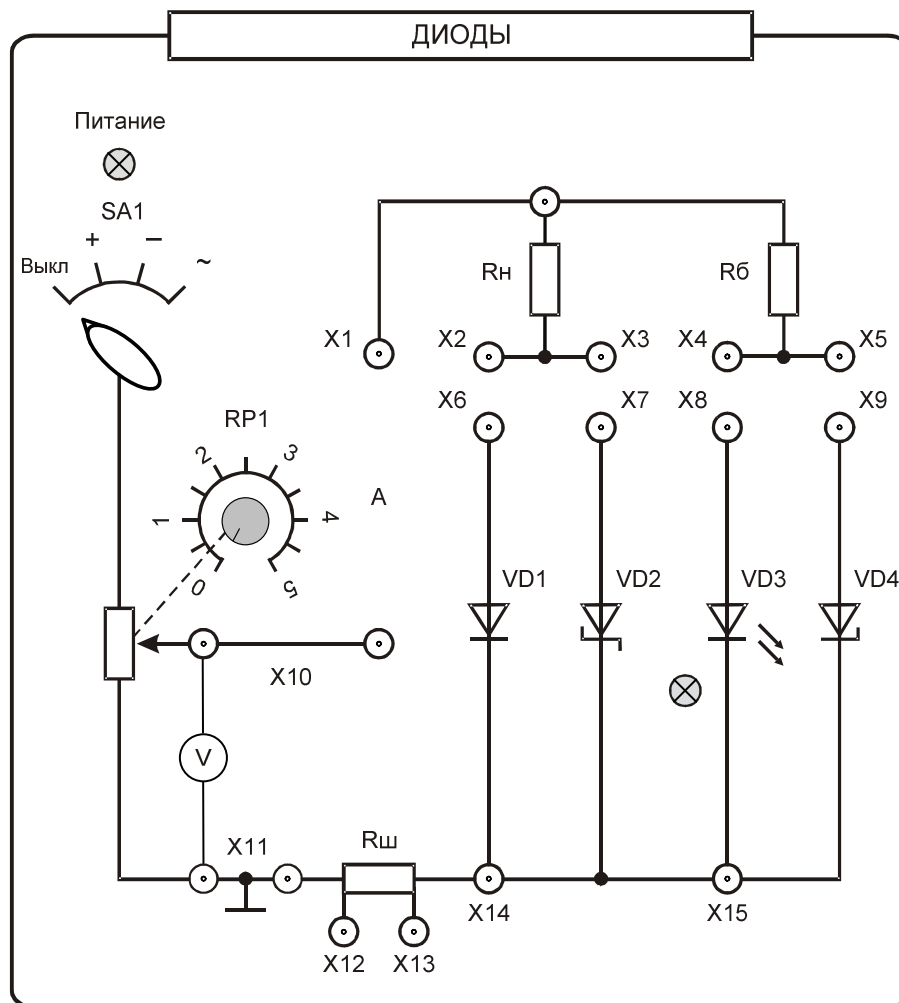 ДИОДЫ
Питание
SA1
+ −
Выкл ~
Rн Rб
X1 X2 X3 X4 X5
X6 X7 X8 X9
RP1
2 3
A
1 4
0 5
VD1 VD2 VD3 VD4
X10
V
X11 Rш
X14 X15
X12 X13